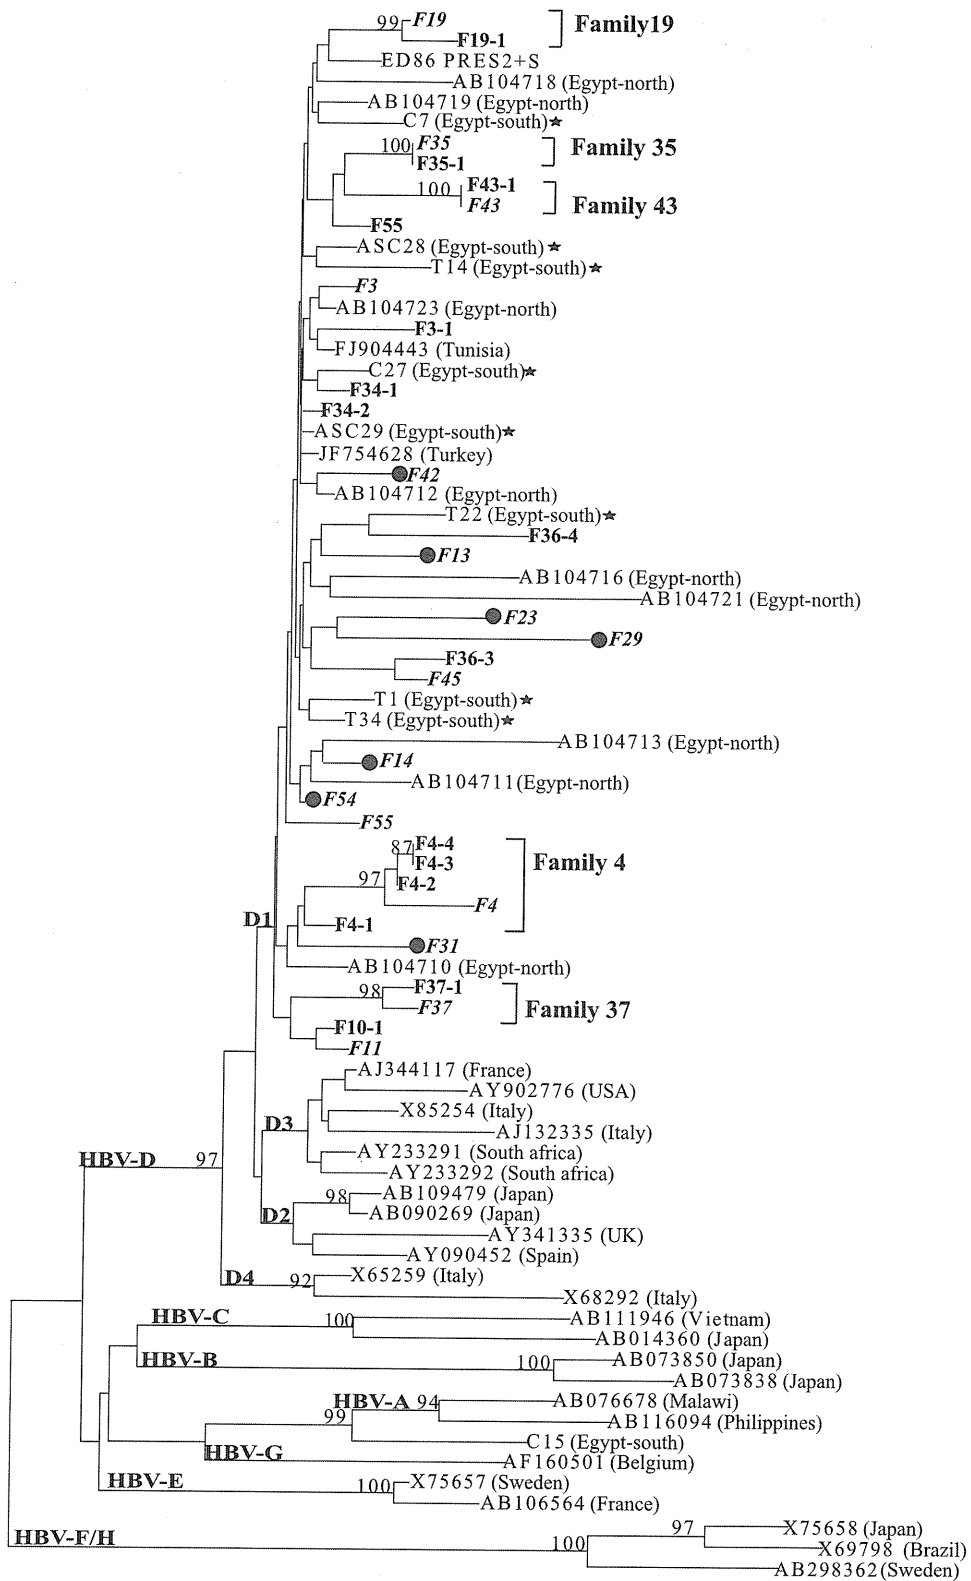 99 F19 Family19
F19-1
ED86 PRES2+S
AB104718 (Egypt-north)
AB104719 (Egypt-north)
C7 (Egypt-south)★
100 F35 Family 35
F35-1
100 F43-1 Family 43
F43
F55
ASC28 (Egypt-south)★
T14 (Egypt-south)★
F3
AB104723 (Egypt-north)
F3-1
FJ904443 (Tunisia)
C27 (Egypt-south)★
F34-1
F34-2
ASC29 (Egypt-south)★
JF754628 (Turkey)
F42
AB104712 (Egypt-north)
T22 (Egypt-south)★
F36-4
F13
AB104716 (Egypt-north)
AB104721 (Egypt-north)
F23
F29
F36-3
F45
T1 (Egypt-south)★
T34 (Egypt-south)★
AB104713 (Egypt-north)
F14
AB104711(Egypt-north)
F54
F55
87 F4-4
F4-3 Family 4
97 F4-2
F4
D1 F4-1
F31
AB104710 (Egypt-north)
98 F37-1
F37 Family 37
F10-1
F11
AJ344117 (France)
AY902776 (USA)
X85254 (Italy)
D3 AJ132335 (Italy)
AY233291 (South africa)
HBV-D 97 AY233292 (South africa)
98 AB109479 (Japan)
D2 AB090269 (Japan)
AY341335 (UK)
AY090452 (Spain)
D4 92 X65259 (Italy)
X68292 (Italy)
HBV-C 100 AB111946 (Vietnam)
AB014360 (Japan)
HBV-B 100 AB073850 (Japan)
AB073838 (Japan)
HBV-A 94 AB076678 (Malawi)
99 AB116094 (Philippines)
C15 (Egypt-south)
HBV-G AF160501 (Belgium)
HBV-E 100 X75657 (Sweden)
AB106564 (France)
HBV-F/H 97 X75658 (Japan)
100 X69798 (Brazil)
AB298362(Sweden)